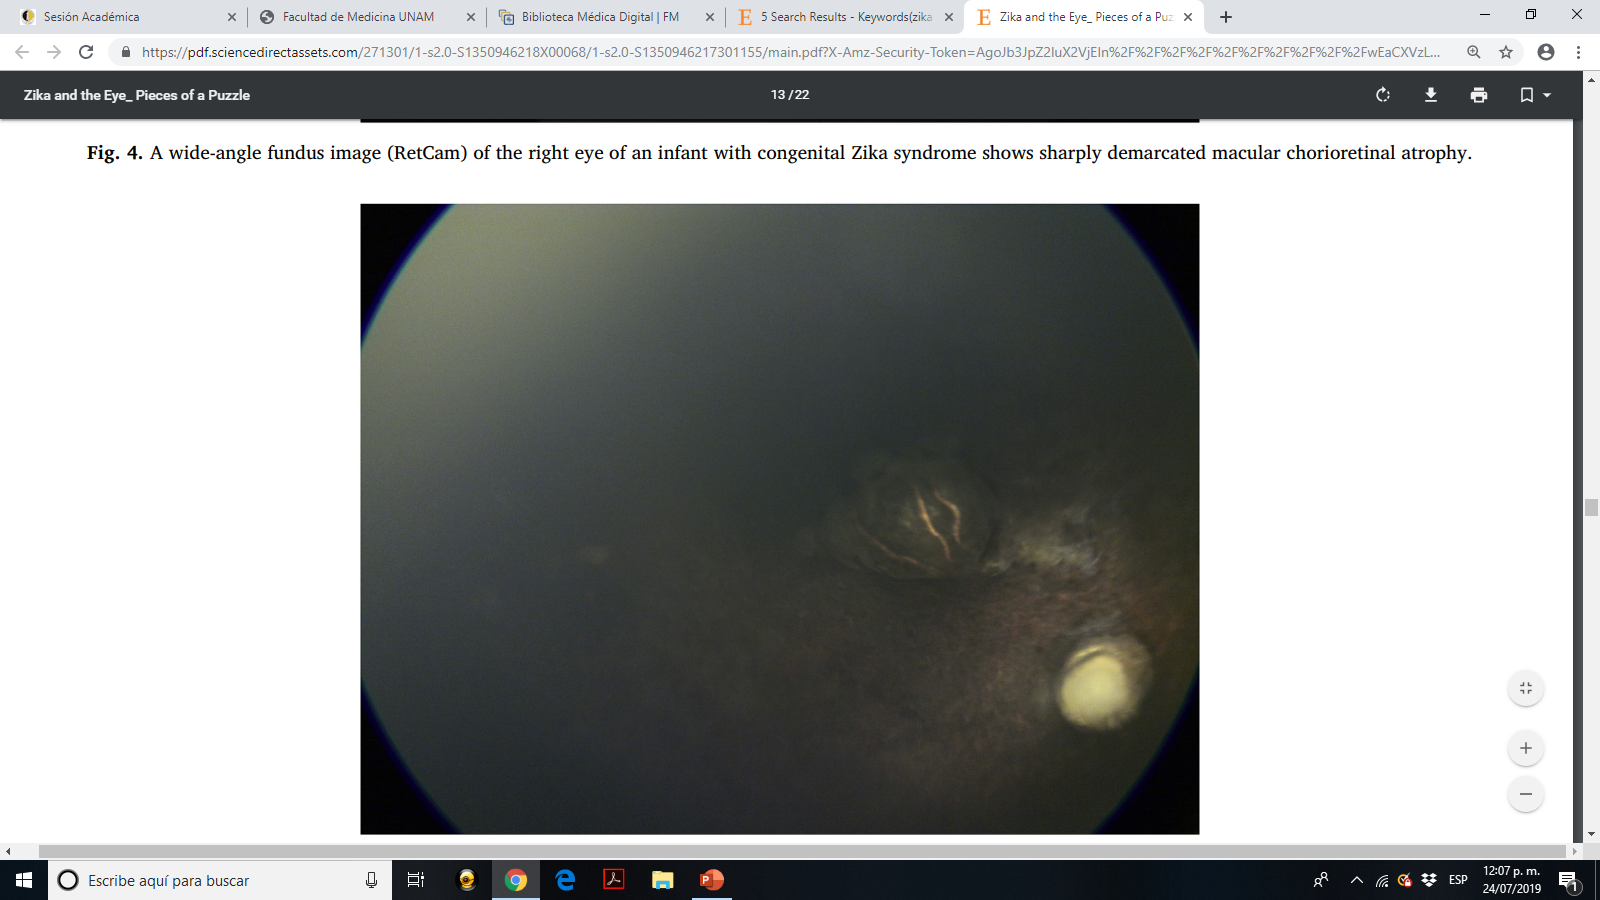 Sesión Académica
Facultad de Medicina UNAM
Biblioteca Médica Digital | FM
5 Search Results - Keywords(zika
Zika and the Eye_ Pieces of a Puz
https://pdf.sciencedirectassets.com/271301/1-s2.0-S1350946218X00068/1-s2.0-S1350946217301155/main.pdf?X-Amz-Security-Token=AgoJb3JpZ2luX2VjEIn%2F%2F%2F%2F%2F%2F%2F%2F%2F%2FwEaCXVzL...
Zika and the Eye_ Pieces of a Puzzle
13 / 22
Fig. 4. A wide-angle fundus image (RetCam) of the right eye of an infant with congenital Zika syndrome shows sharply demarcated macular chorioretinal atrophy.
Escribe aquí para buscar
ESP
12:07 p. m.
24/07/2019
1